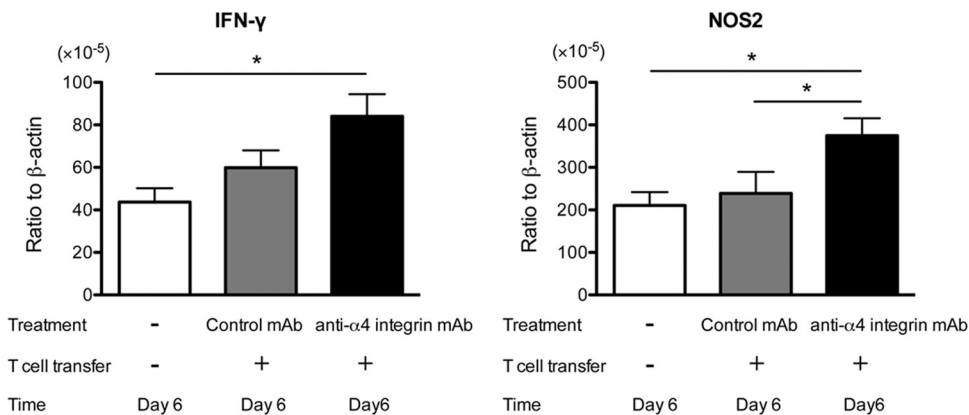 IFN-γ
(×10-5)
*
100
80
60
40
20
0
Ratio to β-actin
Treatment - Control mAb anti-α4 integrin mAb
T cell transfer - + +
Time Day 6 Day 6 Day6
NOS2
(×10-5)
*
*
500
400
300
200
100
0
Ratio to β-actin
Treatment - Control mAb anti-α4 integrin mAb
T cell transfer - + +
Time Day 6 Day 6 Day6